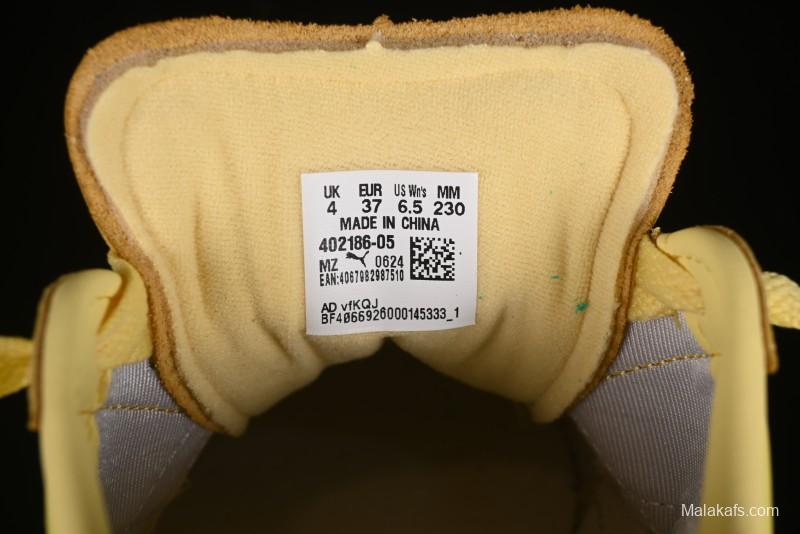 UK EUR US Wn's MM
4 37 6.5 230
MADE IN CHINA
402186-05
MZ 0624
EAN:4067982987510
AD vfKQJ
BF4066926000145333_1
Malakafs.com